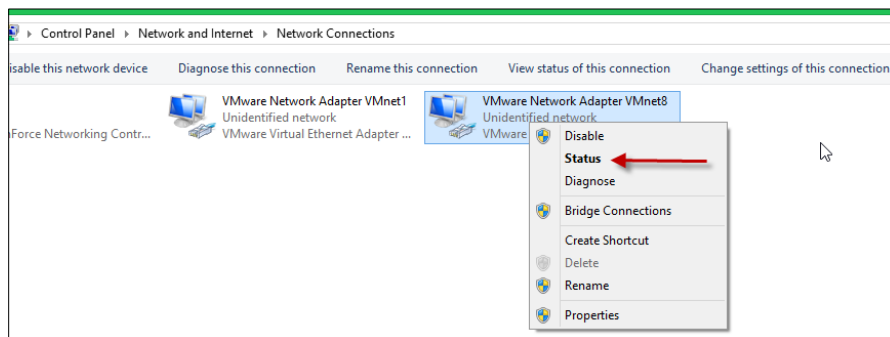 Control Panel Network and Internet Network Connections
isable this network device Diagnose this connection Rename this connection View status of this connection Change settings of this connection
VMware Network Adapter VMnet1
Unidentified network
VMware Virtual Ethernet Adapter ...
Force Networking Contr...
VMware Network Adapter VMnet8
Unidentified network
VMware
Disable
Status
Diagnose
Bridge Connections
Create Shortcut
Delete
Rename
Properties